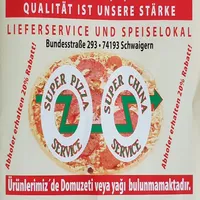 QUALITÄT IST UNSERE STÄRKE
LIEFERSERVICE UND SPEISELOKAL
Bundesstraße 293 • 74193 Schwaigern
Abholer erhalten 20% Rabatt!
Abholer erhalten 20% Rabatt!
SUPER PIZZA
SERVICE
SUPER CHINA
SERVICE
Ürünlerimiz`de Domuzeti veya yağı bulunmamaktadır.